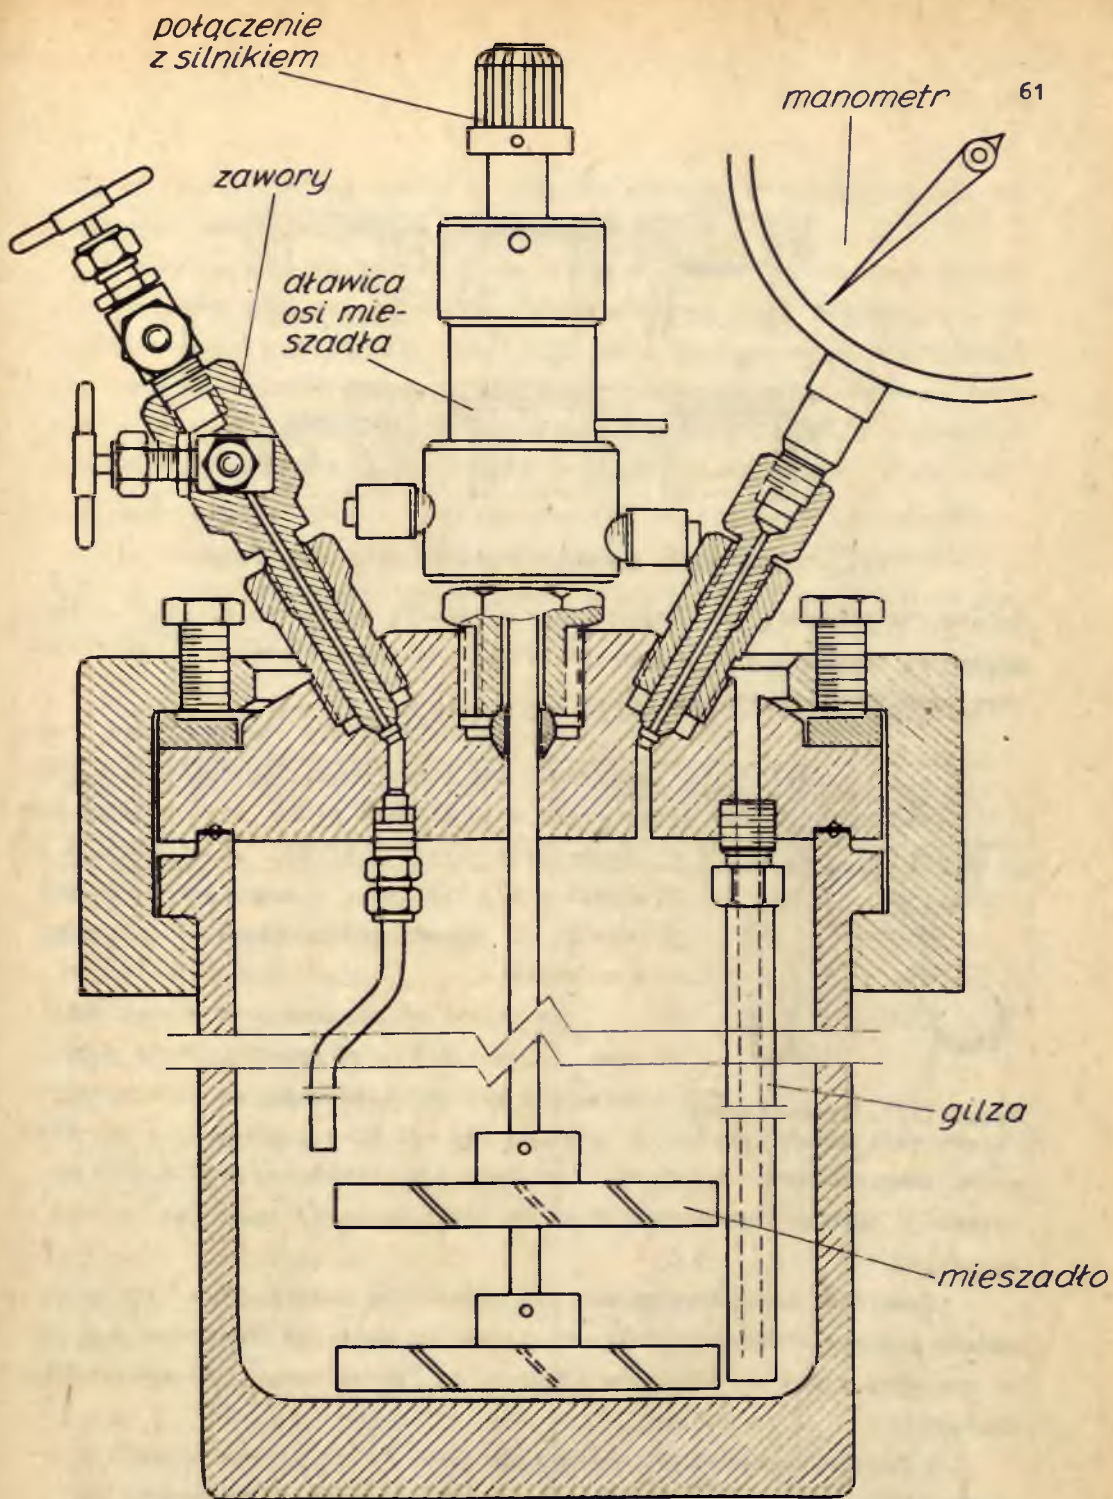 połączenie
z silnikiem
manometr
61
zawory
dławica
osi mie-
szadła
gilza
mieszadło